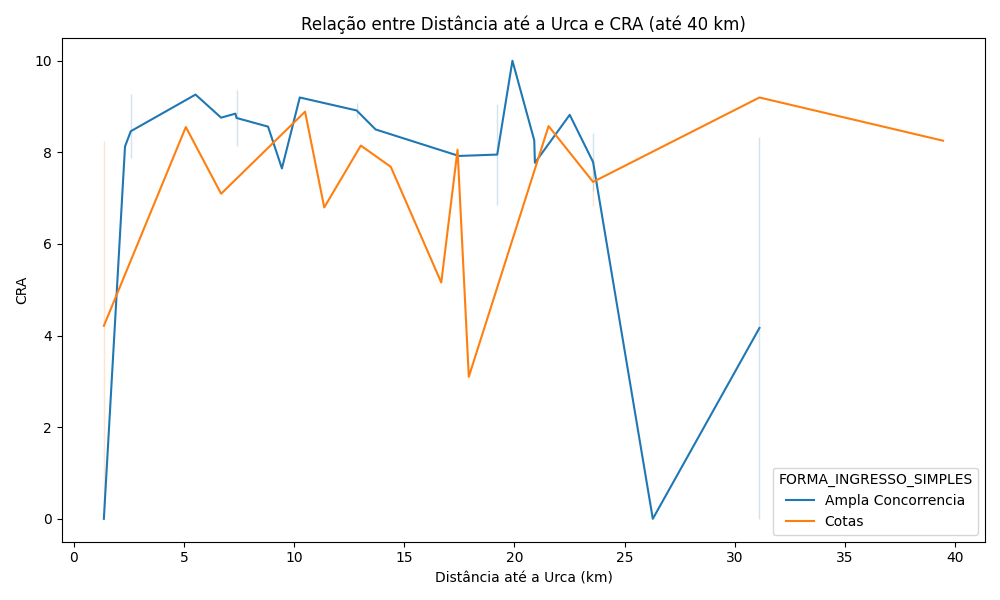 Relação entre Distância até a Urca e CRA (até 40 km)
CRA
10
8
6
4
2
0
FORMA_INGRESSO_SIMPLES
Ampla Concorrencia
Cotas
0 5 10 15 20 25 30 35 40
Distância até a Urca (km)